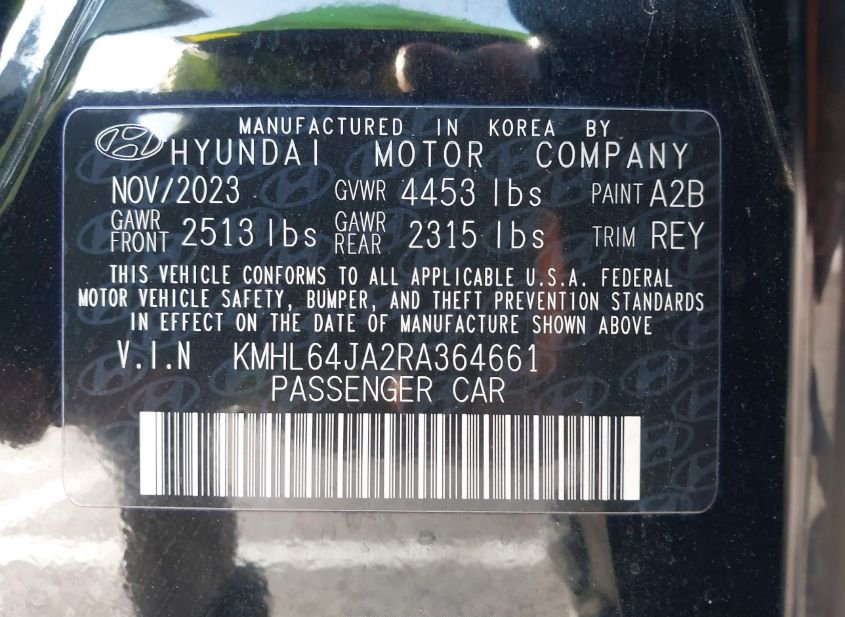 MANUFACTURED IN KOREA BY
HYUNDAI MOTOR COMPANY
NOV/2023 GVWR 4453 lbs PAINT A2B
GAWR FRONT 2513 lbs GAWR REAR 2315 lbs TRIM REY
THIS VEHICLE CONFORMS TO ALL APPLICABLE U.S.A. FEDERAL
MOTOR VEHICLE SAFETY, BUMPER, AND THEFT PREVENTION STANDARDS
IN EFFECT ON THE DATE OF MANUFACTURE SHOWN ABOVE
V.I.N KMHL64JA2RA364661
PASSENGER CAR